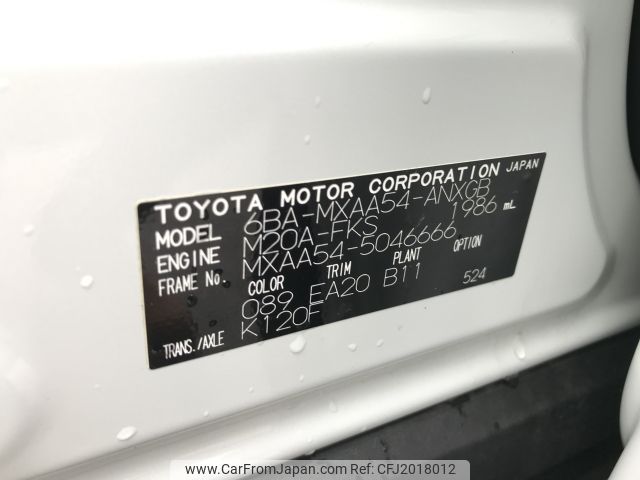 TOYOTA MOTOR CORPORATION JAPAN
MODEL 6BA-MXAA54-ANXGB
ENGINE M20A-FKS 1986 mL
FRAME No. MXAA54-5046666
COLOR TRIM PLANT OPTION
089 EA20 B11 524
TRANS./AXLE K120F
www.CarFromJapan.com | CFJ2018012